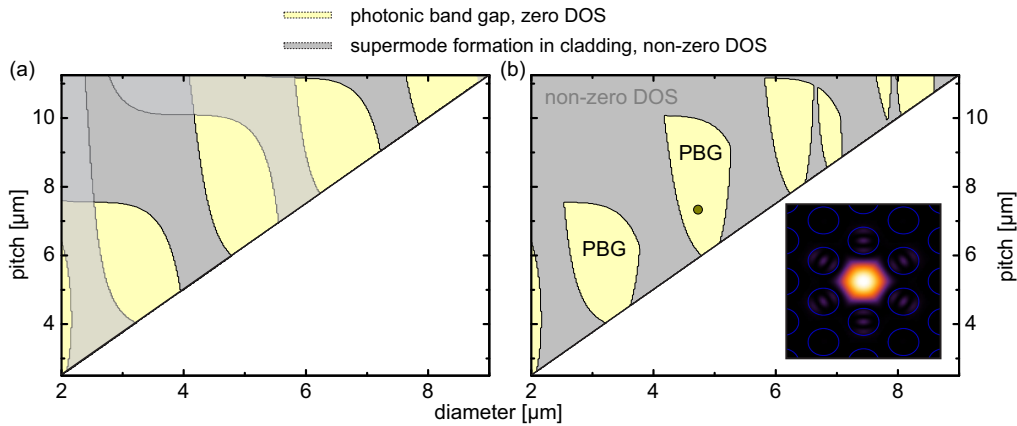 photonic band gap, zero DOS
supermode formation in cladding, non-zero DOS
(a)
(b)
non-zero DOS
PBG
PBG
pitch [µm]
10
8
6
4
2 4 6 8
2 4 6 8
10
8
6
4
pitch [µm]
diameter [µm]